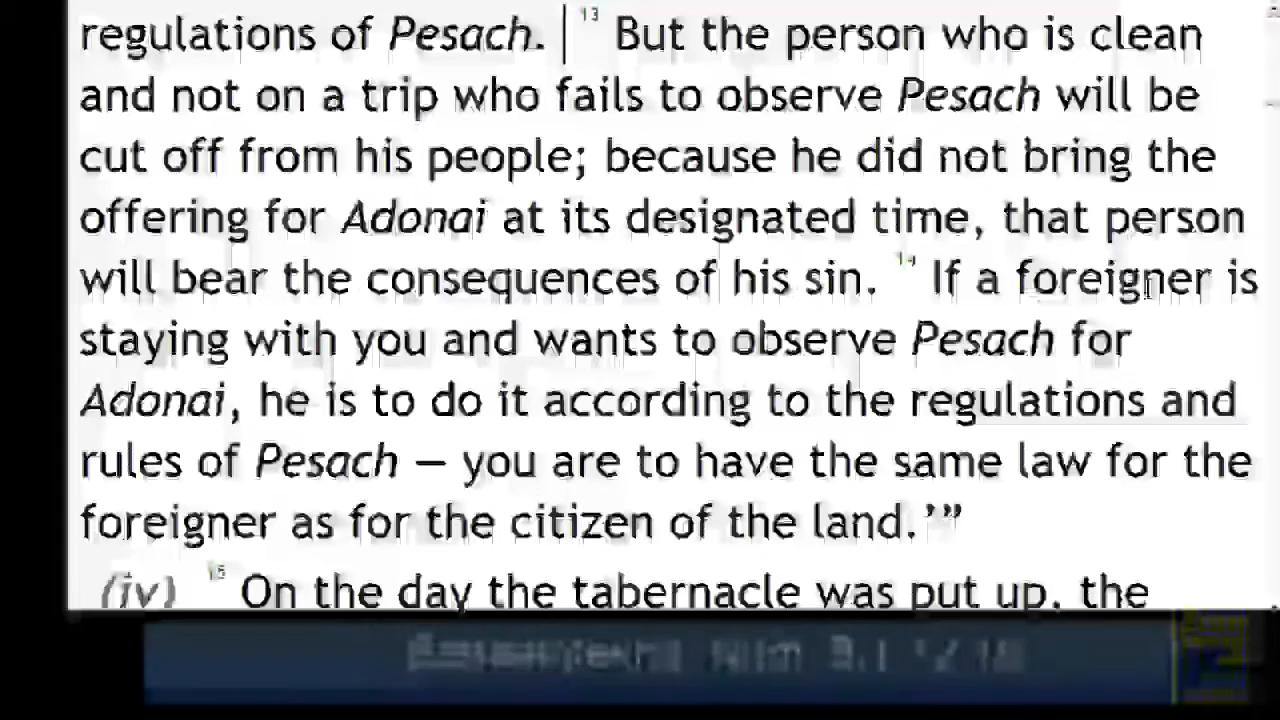 regulations of Pesach. 13 But the person who is clean
and not on a trip who fails to observe Pesach will be
cut off from his people; because he did not bring the
offering for Adonai at its designated time, that person
will bear the consequences of his sin. 14 If a foreigner is
staying with you and wants to observe Pesach for
Adonai, he is to do it according to the regulations and
rules of Pesach — you are to have the same law for the
foreigner as for the citizen of the land.’”
(iv) 15 On the day the tabernacle was put up, the